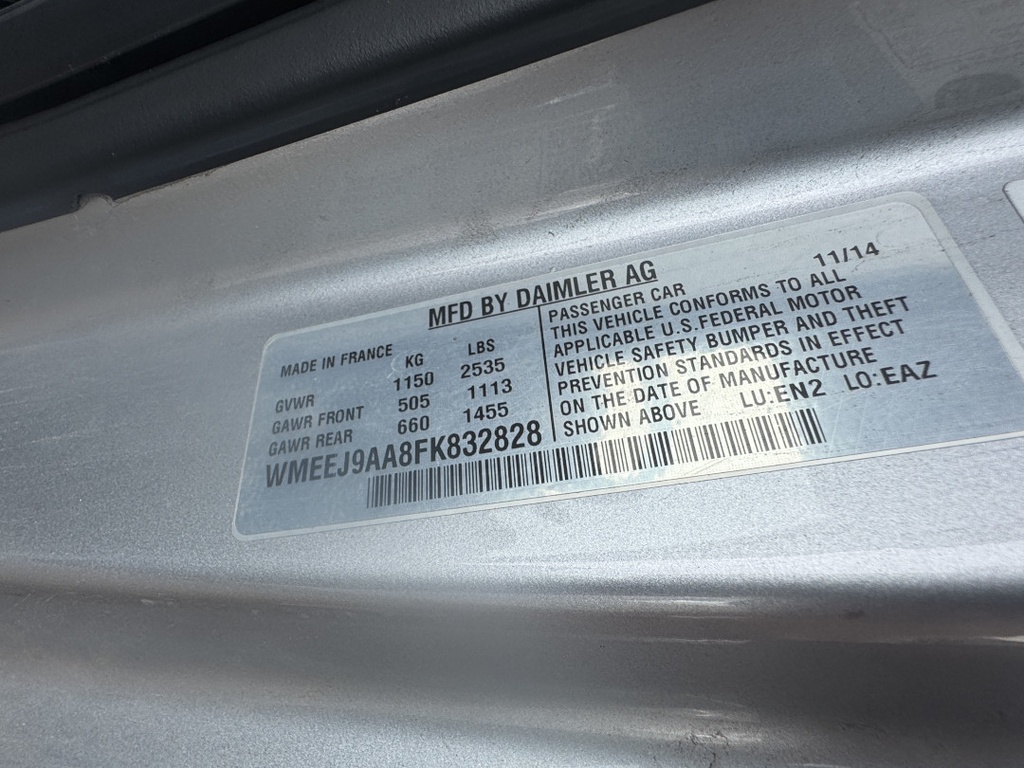 MFD BY DAIMLER AG
MADE IN FRANCE KG LBS
GVWR 1150 2535
GAWR FRONT 505 1113
GAWR REAR 660 1455
WMEEJ9AA8FK832828
PASSENGER CAR 11/14
THIS VEHICLE CONFORMS TO ALL
APPLICABLE U.S.FEDERAL MOTOR
VEHICLE SAFETY BUMPER AND THEFT
PREVENTION STANDARDS IN EFFECT
ON THE DATE OF MANUFACTURE
SHOWN ABOVE LU:EN2 LO:EAZ